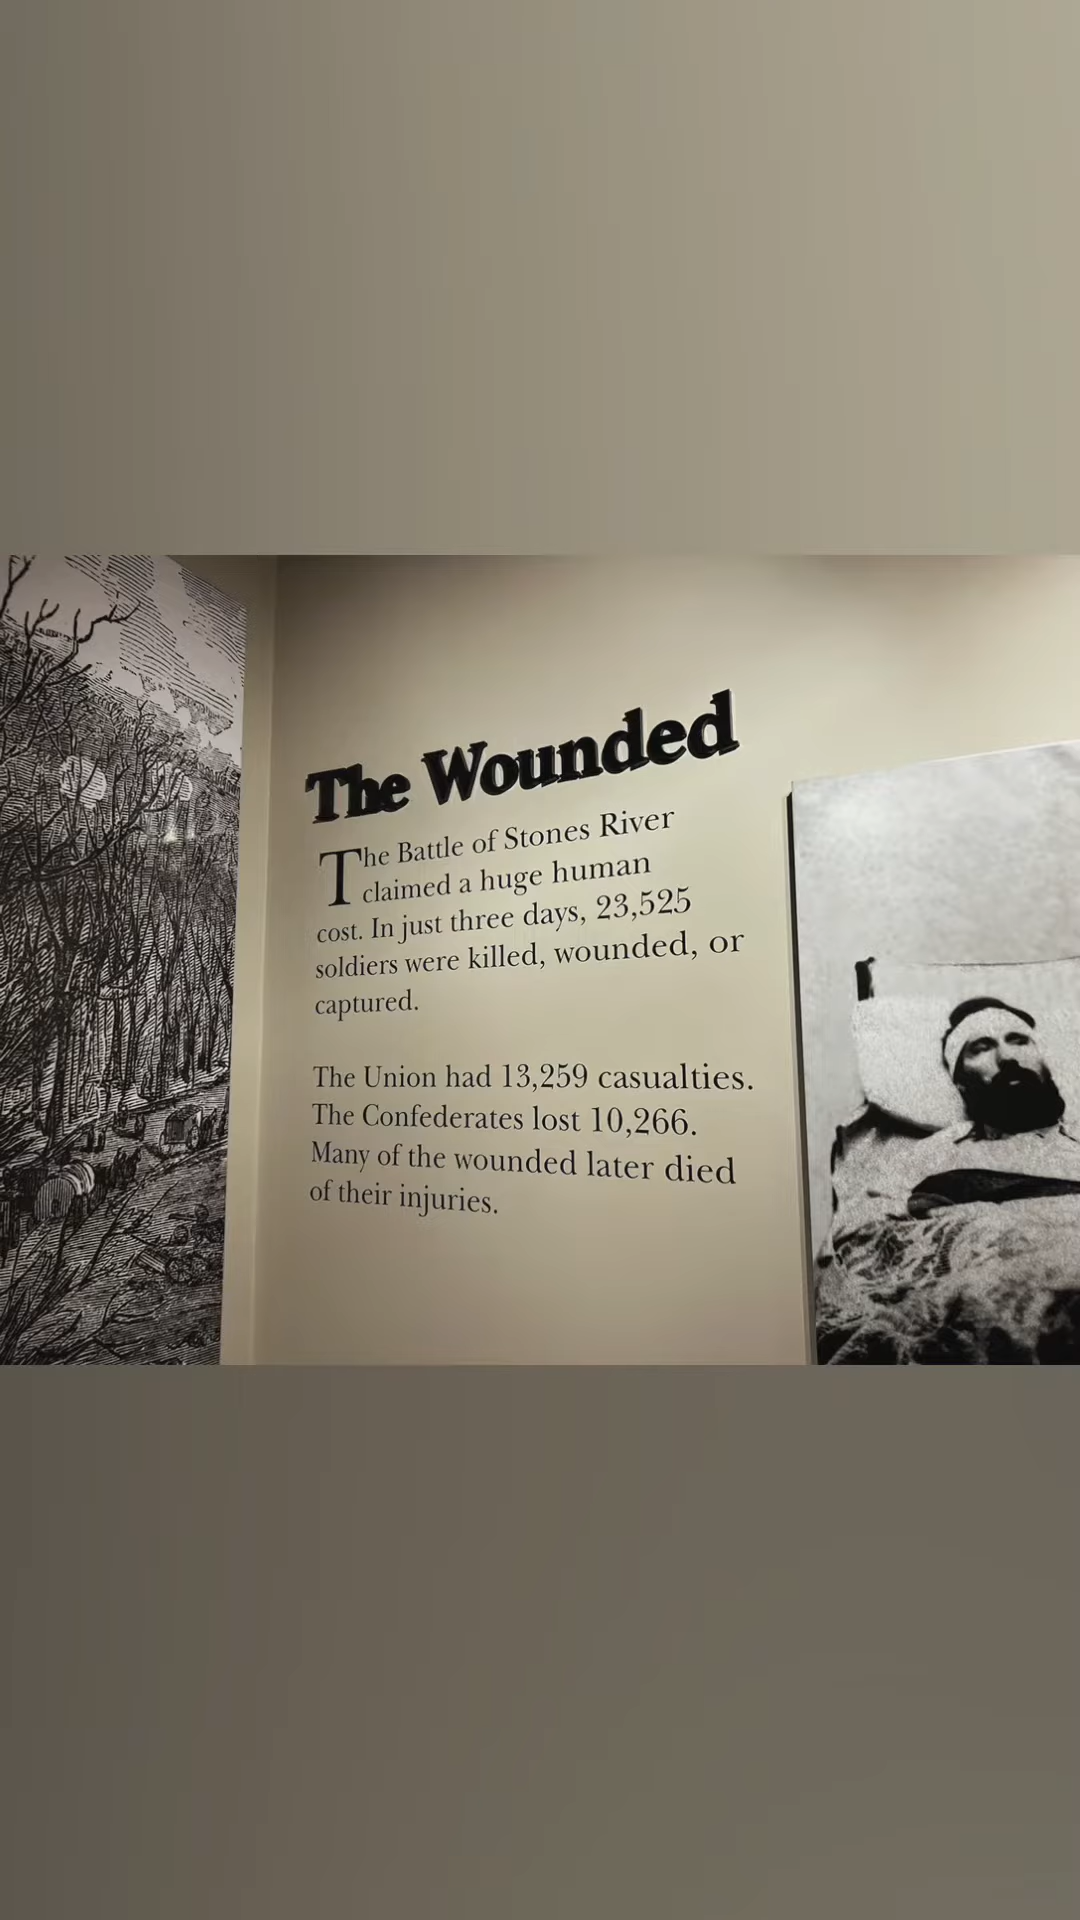 The Wounded
The Battle of Stones River
claimed a huge human
cost. In just three days, 23,525
soldiers were killed, wounded, or
captured.
The Union had 13,259 casualties.
The Confederates lost 10,266.
Many of the wounded later died
of their injuries.